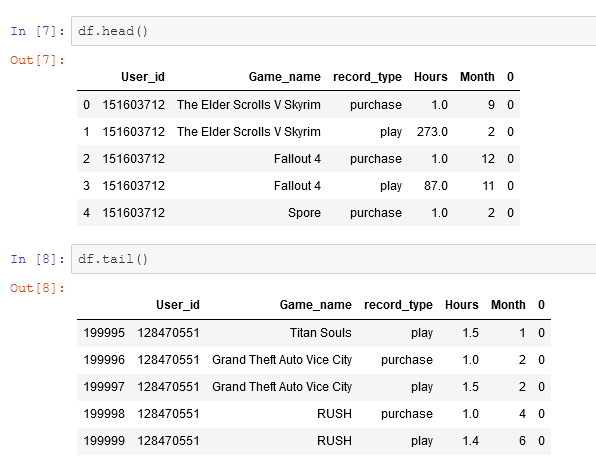 In [7]: df.head()
Out[7]:
User_id Game_name record_type Hours Month 0
0 151603712 The Elder Scrolls V Skyrim purchase 1.0 9 0
1 151603712 The Elder Scrolls V Skyrim play 273.0 2 0
2 151603712 Fallout 4 purchase 1.0 12 0
3 151603712 Fallout 4 play 87.0 11 0
4 151603712 Spore purchase 1.0 2 0
In [8]: df.tail()
Out[8]:
User_id Game_name record_type Hours Month 0
199995 128470551 Titan Souls play 1.5 1 0
199996 128470551 Grand Theft Auto Vice City purchase 1.0 2 0
199997 128470551 Grand Theft Auto Vice City play 1.5 2 0
199998 128470551 RUSH purchase 1.0 4 0
199999 128470551 RUSH play 1.4 6 0